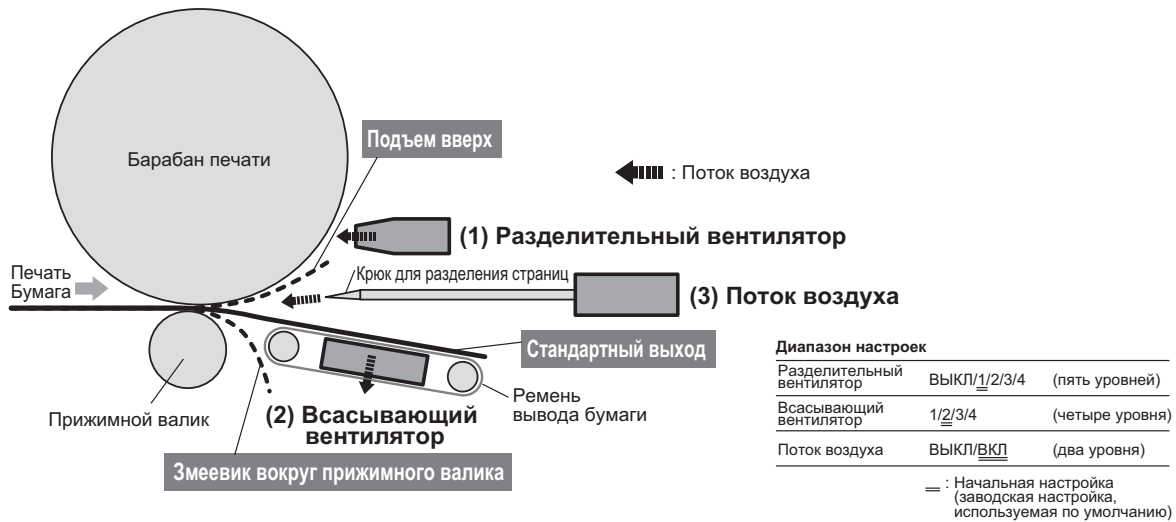 Барабан печати
Подъем вверх
: Поток воздуха
(1) Разделительный вентилятор
Печать
Бумага
Крюк для разделения страниц
(3) Поток воздуха
Стандартный выход
Прижимной валик
(2) Всасывающий
вентилятор
Ремень
вывода бумаги
Змеевик вокруг прижимного валика
Диапазон настроек
Разделительный
вентилятор
ВЫКЛ/1/2/3/4 (пять уровней)
Всасывающий
вентилятор
1/2/3/4 (четыре уровня)
Поток воздуха ВЫКЛ/ВКЛ (два уровня)
: Начальная настройка
(заводская настройка,
используемая по умолчанию)